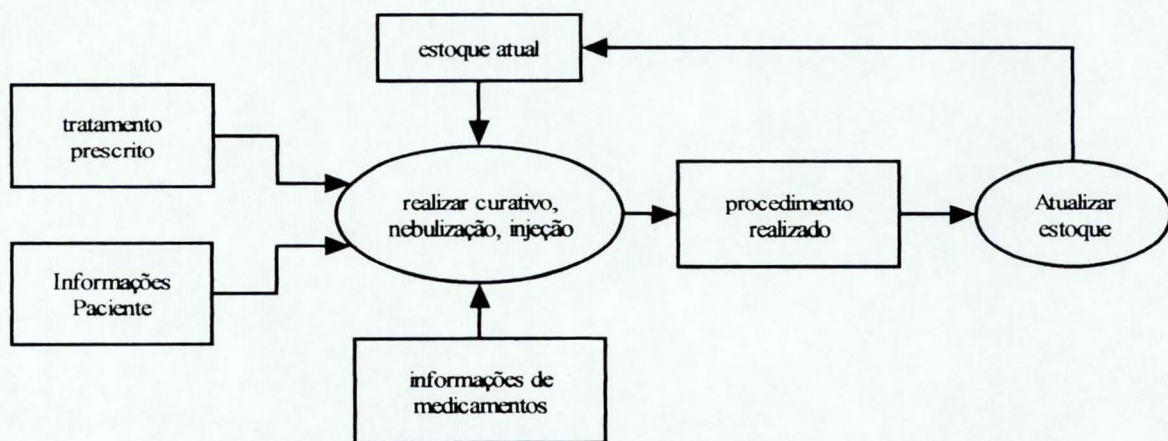 estoque atual
tratamento
prescrito
realizar curativo,
nebulização, injeção
procedimento
realizado
Atualizar
estoque
Informações
Paciente
informações de
medicamentos